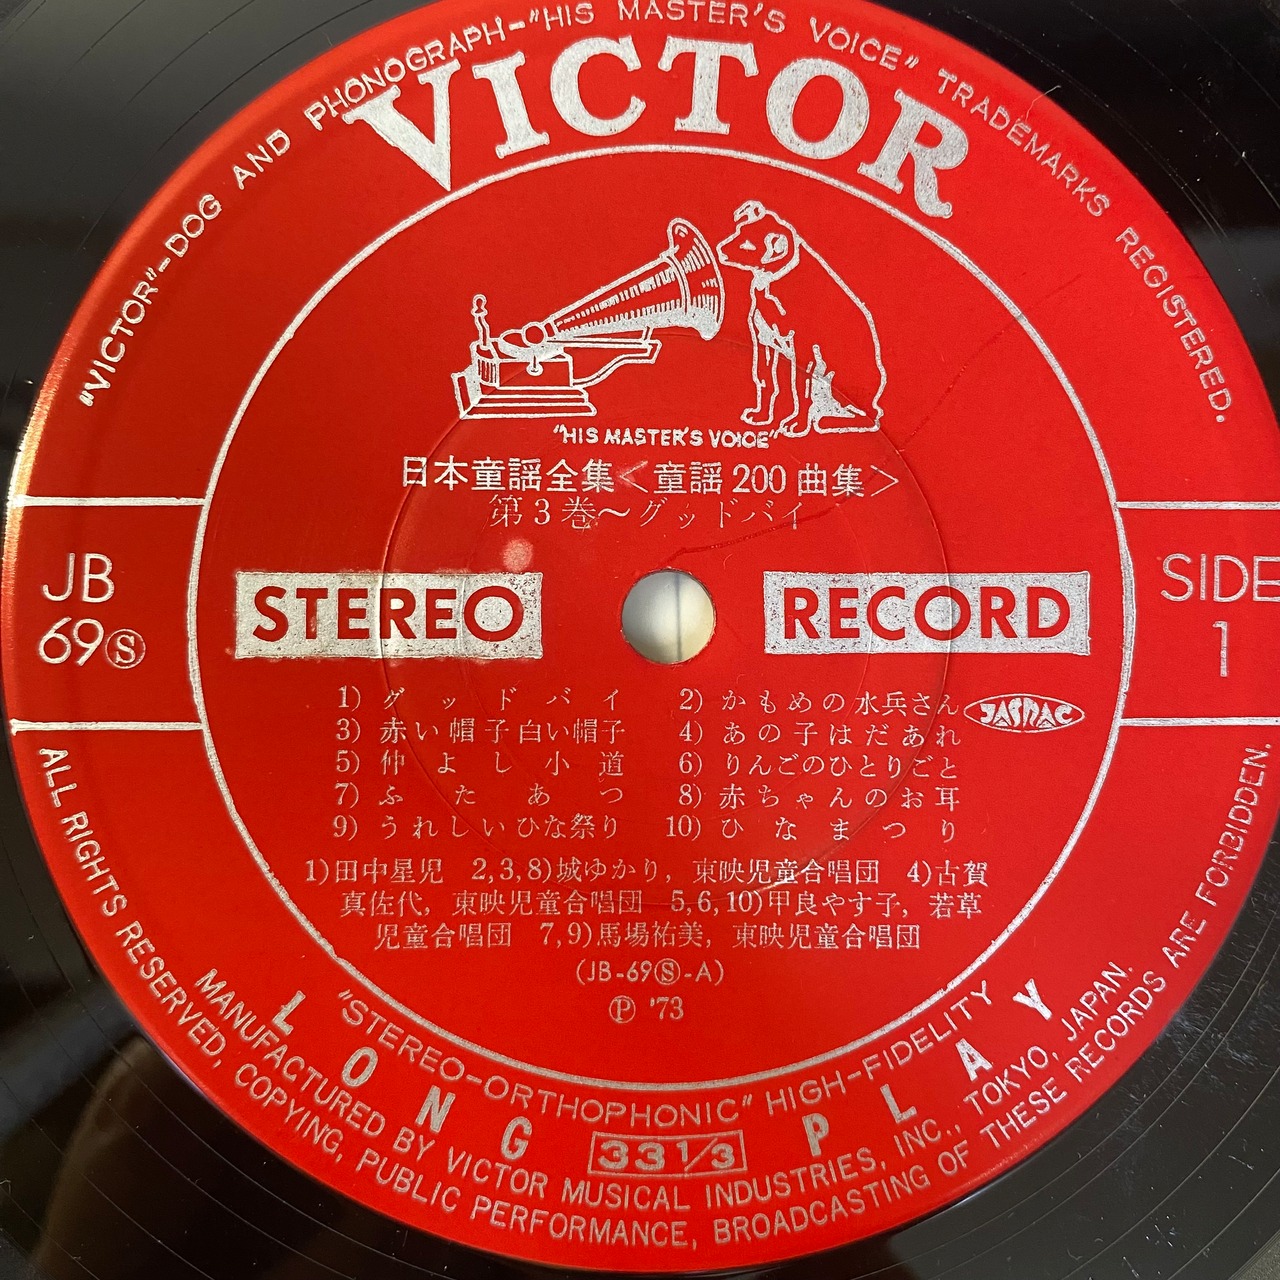 "VICTOR"-DOG AND PHONOGRAPH-"HIS MASTER'S VOICE" TRADEMARKS REGISTERED.
VICTOR
"HIS MASTER'S VOICE"
日本童謡全集<童謡200曲集>
第3巻～グッドバイ
JB
69Ⓢ
STEREO
RECORD
SIDE
1
1) グッドバイ 2) かもめの水兵さん
JASRAC
3) 赤い帽子白い帽子 4) あの子はだあれ
5) 仲よし小道 6) りんごのひとりごと
7) ふたあつ 8) 赤ちゃんのお耳
9) うれしいひな祭り 10) ひなまつり
1)田中星児 2,3,8)城ゆかり, 東映児童合唱団 4)古賀
真佐代, 東映児童合唱団 5,6,10)甲良やす子, 若草
児童合唱団 7,9)馬場祐美, 東映児童合唱団
(JB-69Ⓢ-A)
Ⓟ '73
"STEREO-ORTHOPHONIC" HIGH-FIDELITY
LONG 33 1/3 PLAY
MANUFACTURED BY VICTOR MUSICAL INDUSTRIES, INC., TOKYO, JAPAN.
ALL RIGHTS RESERVED, COPYING, PUBLIC PERFORMANCE, BROADCASTING OF THESE RECORDS ARE FORBIDDEN.